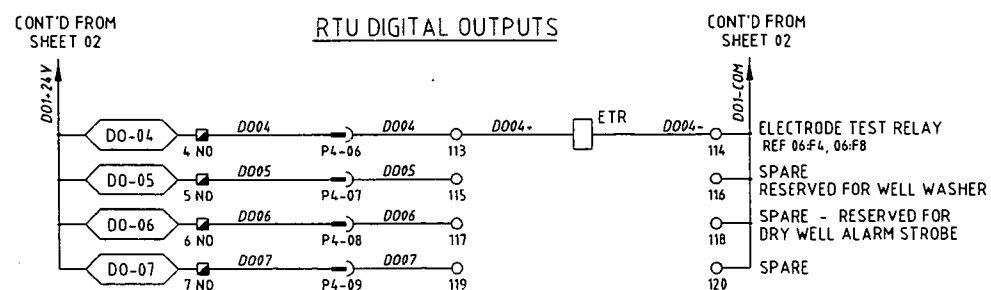 CONT'D FROM
SHEET 02
RTU DIGITAL OUTPUTS
CONT'D FROM
SHEET 02
DO1+24V
DO1-COM
DO-04
4 NO
DO04
P4-06
DO04
113
DO04+
ETR
DO04-
114
ELECTRODE TEST RELAY
REF 06:F4, 06:F8
DO-05
5 NO
DO05
P4-07
DO05
115
116
SPARE
RESERVED FOR WELL WASHER
DO-06
6 NO
DO06
P4-08
DO06
117
118
SPARE - RESERVED FOR
DRY WELL ALARM STROBE
DO-07
7 NO
DO07
P4-09
DO07
119
120
SPARE